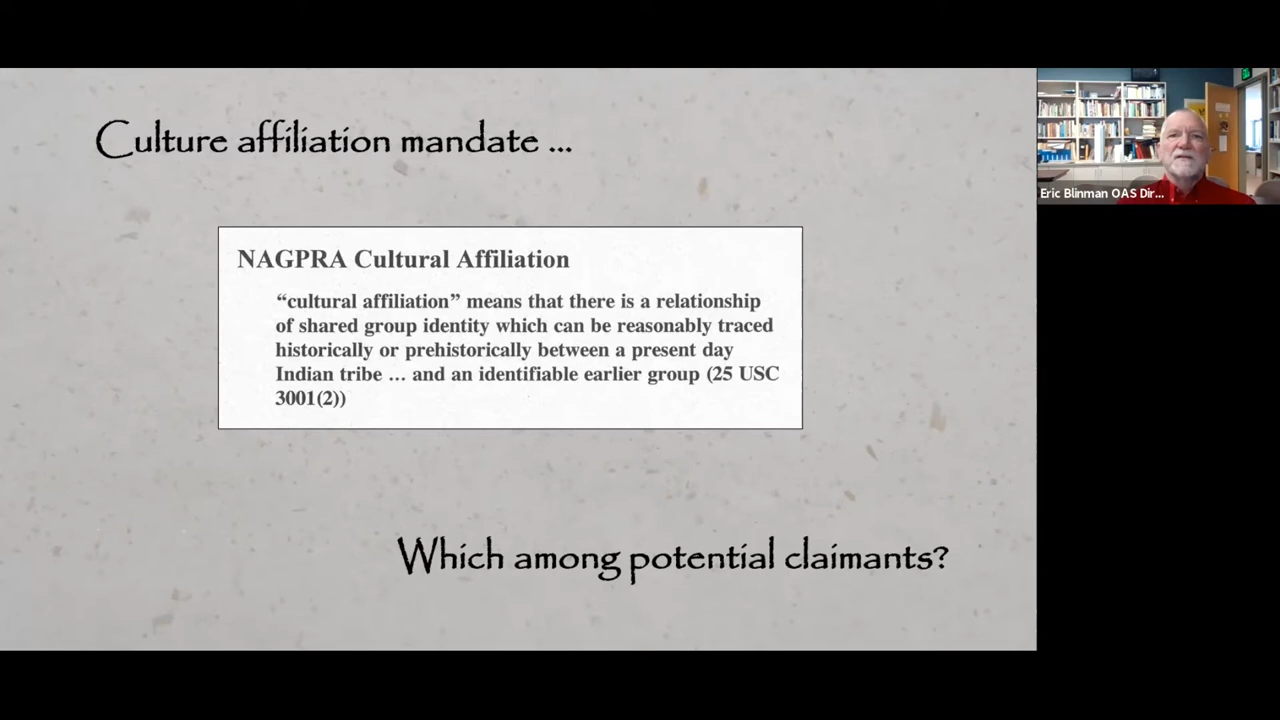 Culture affiliation mandate ...
NAGPRA Cultural Affiliation
“cultural affiliation” means that there is a relationship
of shared group identity which can be reasonably traced
historically or prehistorically between a present day
Indian tribe ... and an identifiable earlier group (25 USC
3001(2))
Which among potential claimants?
Eric Blinman OAS Dir...